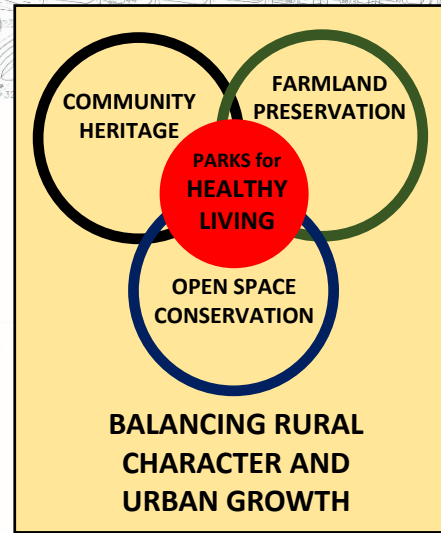 COMMUNITY
HERITAGE
FARMLAND
PRESERVATION
PARKS for
HEALTHY
LIVING
OPEN SPACE
CONSERVATION
BALANCING RURAL
CHARACTER AND
URBAN GROWTH